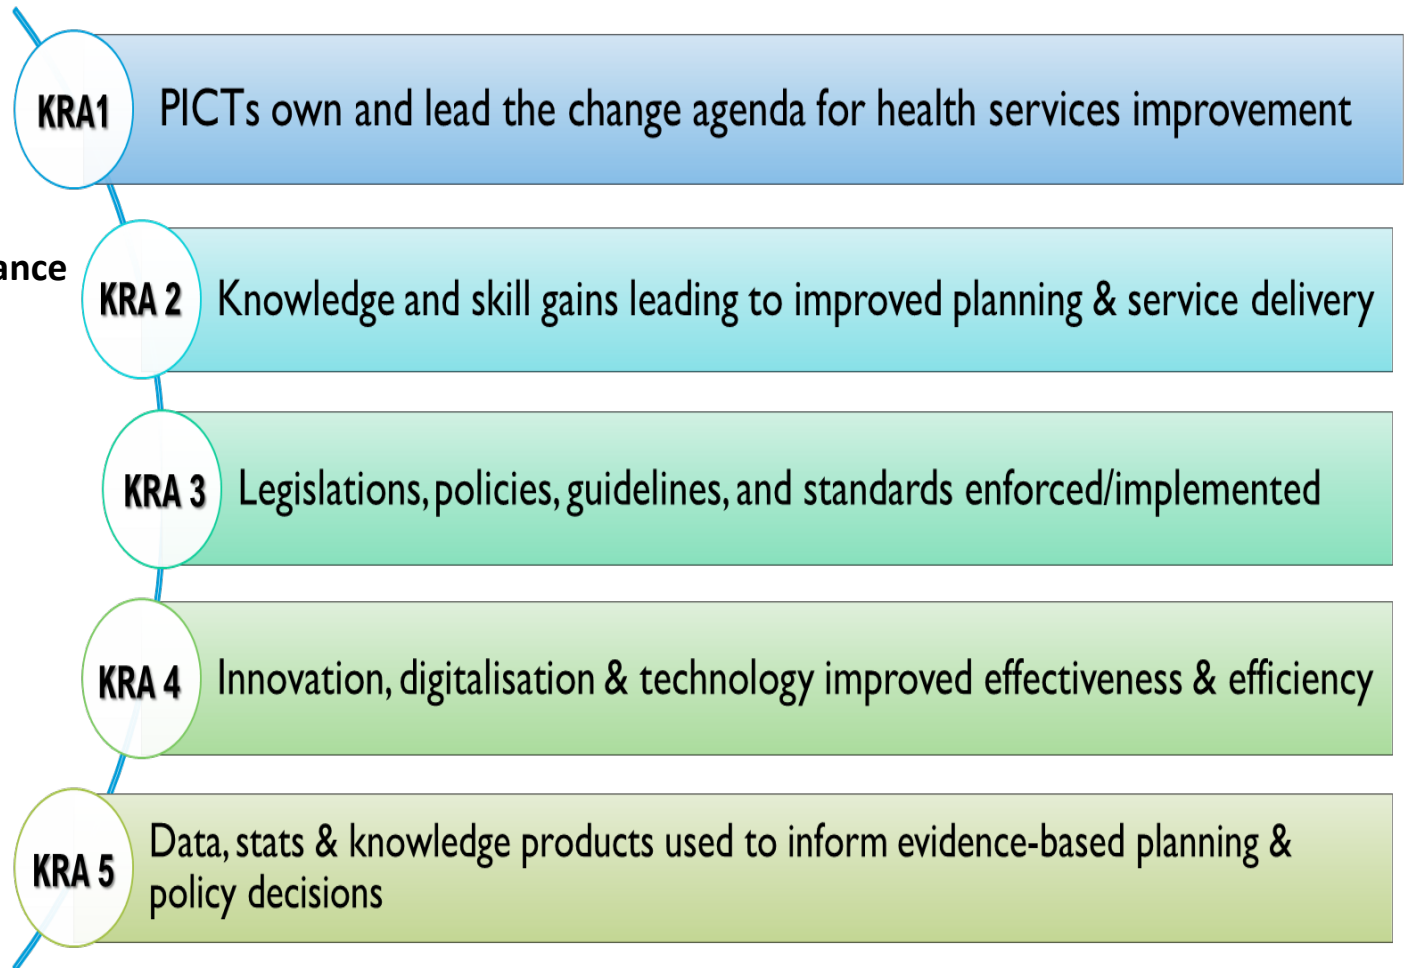 KRA1
PICTs own and lead the change agenda for health services improvement
KRA 2
Knowledge and skill gains leading to improved planning & service delivery
KRA 3
Legislations, policies, guidelines, and standards enforced/implemented
KRA 4
Innovation, digitalisation & technology improved effectiveness & efficiency
KRA 5
Data, stats & knowledge products used to inform evidence-based planning &
policy decisions